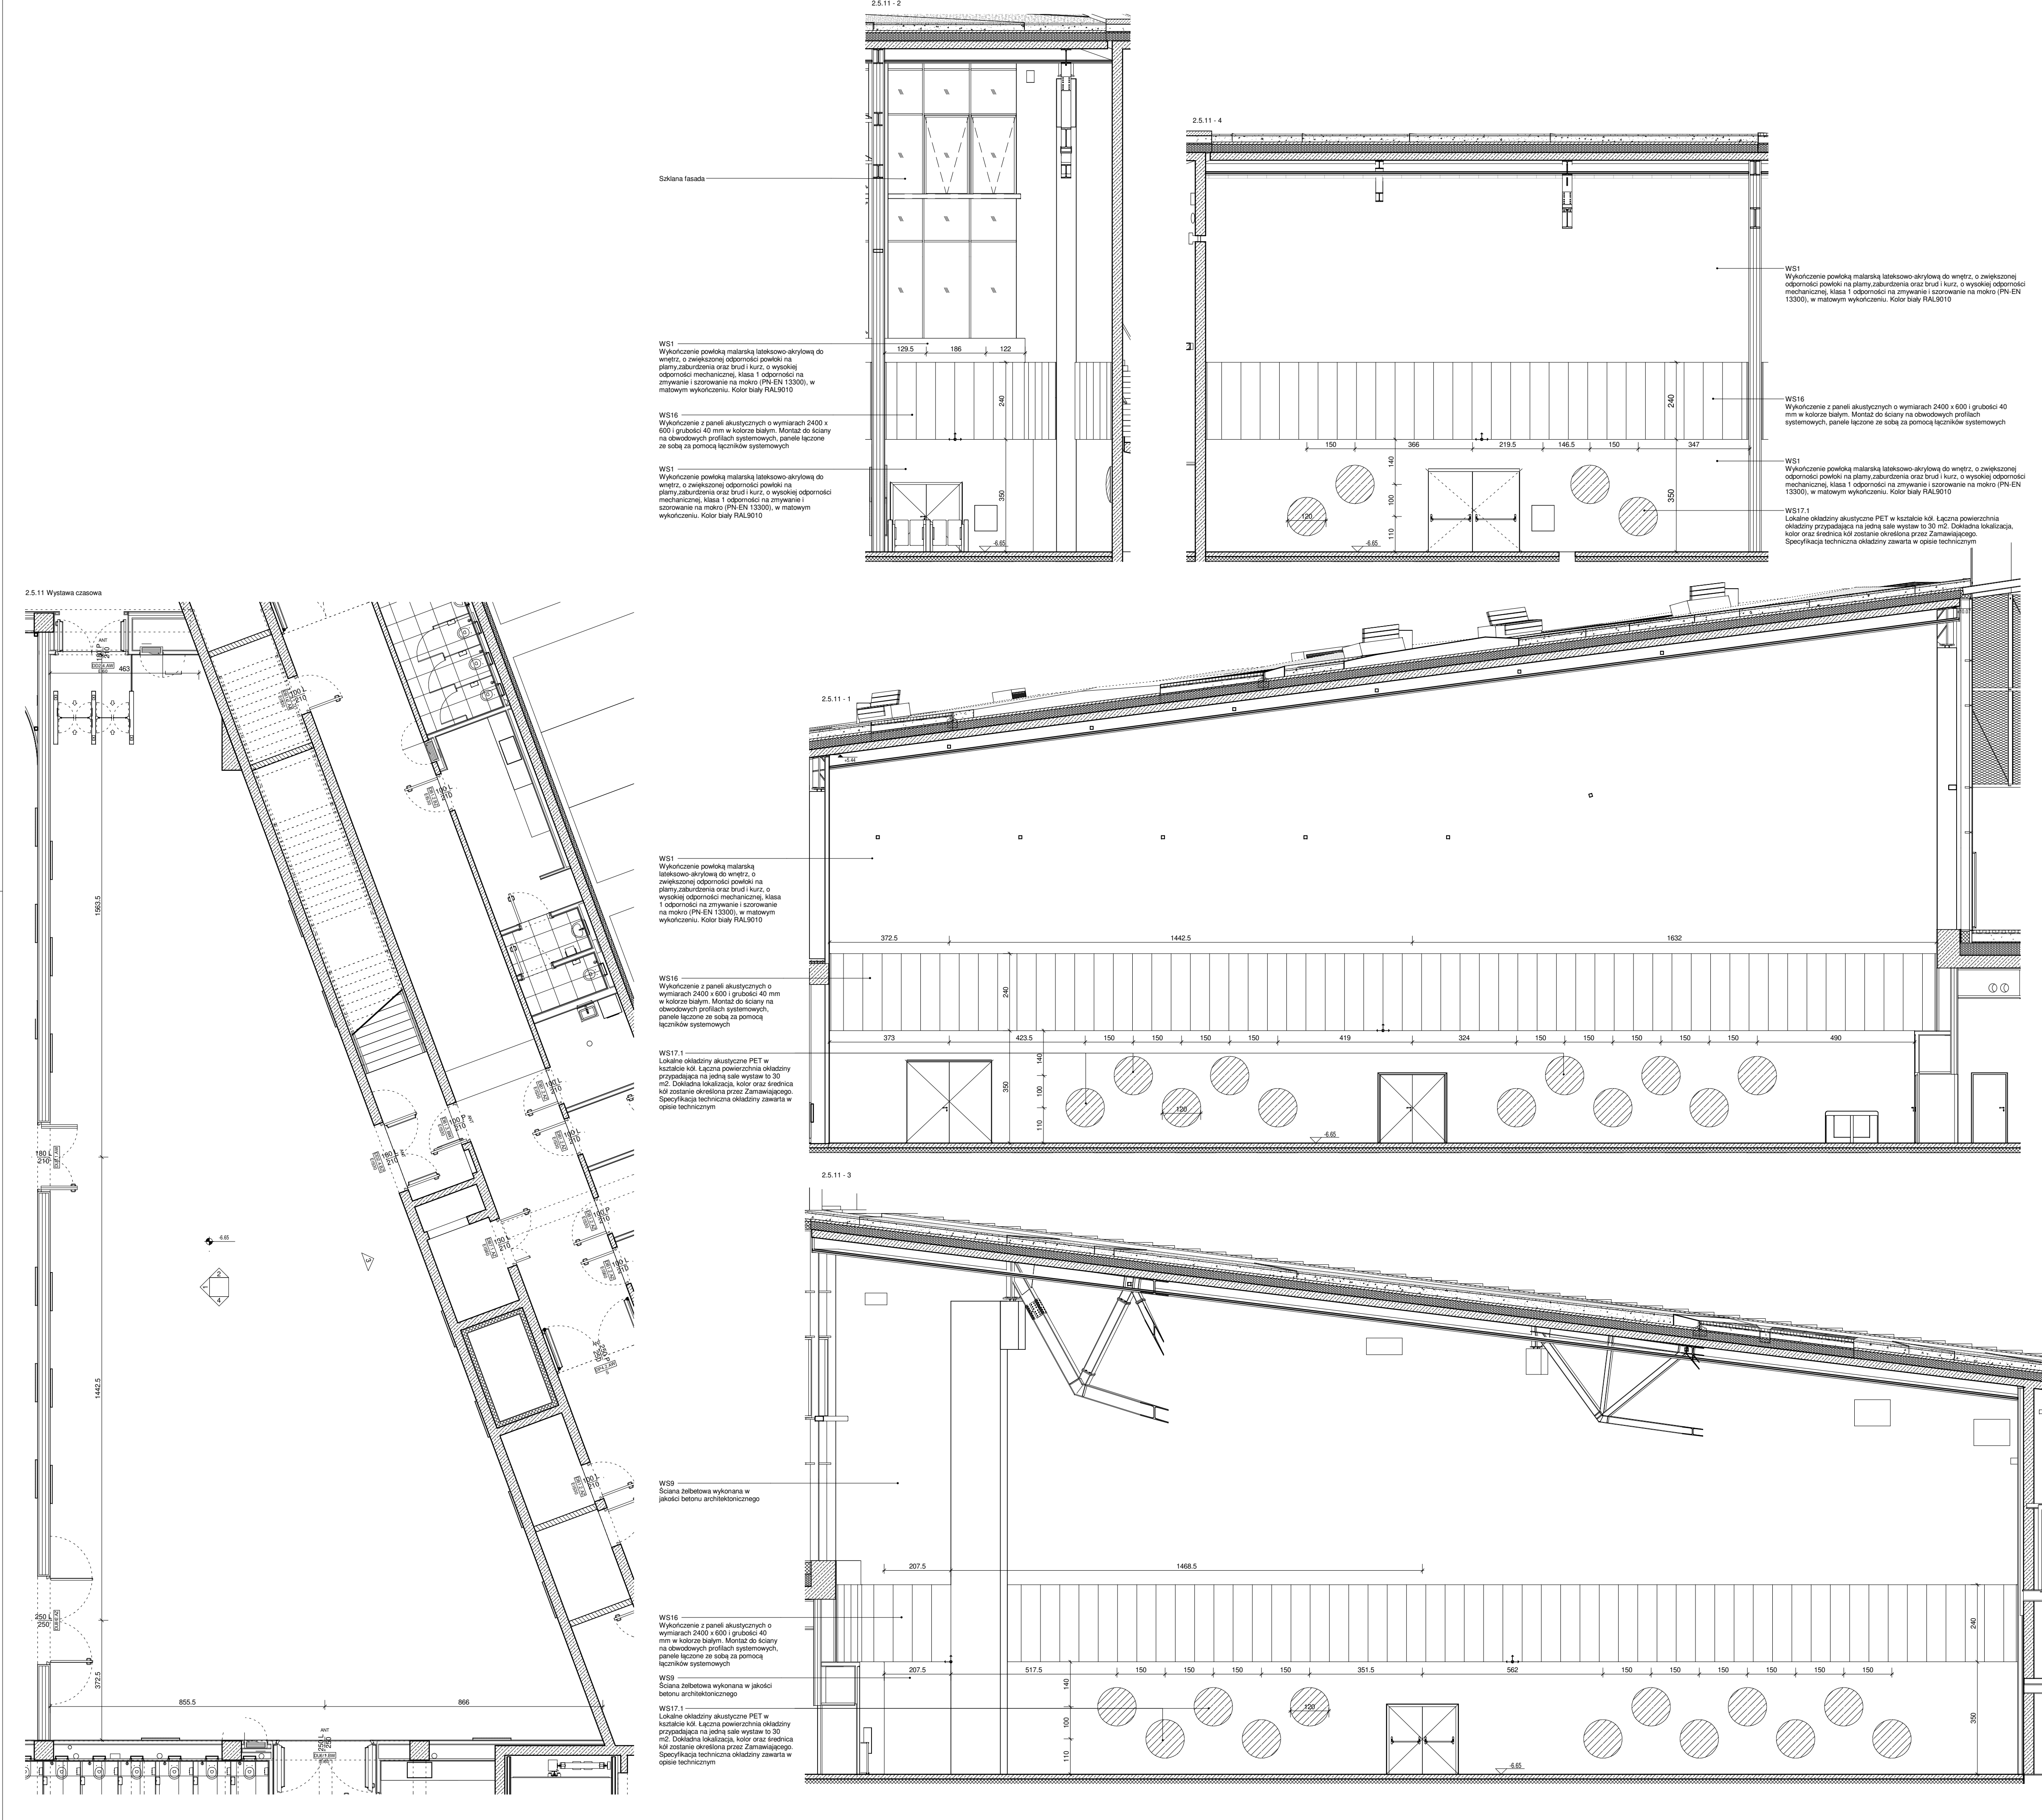 2.5.11 - 2
Szklana fasada
WS1
Wykończenie powłoką malarską lateksowo-akrylową do
wnętrz, o zwiększonej odporności powłoki na
plamy,zaburdzenia oraz brud i kurz, o wysokiej
odporności mechanicznej, klasa 1 odporności na
zmywanie i szorowanie na mokro (PN-EN 13300), w
matowym wykończeniu. Kolor biały RAL9010
WS16
Wykończenie z paneli akustycznych o wymiarach 2400 x
600 i grubości 40 mm w kolorze białym. Montaż do ściany
na obwodowych profilach systemowych, panele łączone
ze sobą za pomocą łączników systemowych
WS1
Wykończenie powłoką malarską lateksowo-akrylową do
wnętrz, o zwiększonej odporności powłoki na
plamy,zaburdzenia oraz brud i kurz, o wysokiej odporności
mechanicznej, klasa 1 odporności na zmywanie i
szorowanie na mokro (PN-EN 13300), w matowym
wykończeniu. Kolor biały RAL9010
129.5 186 122
240
350
-6.65
2.5.11 - 4
WS1
Wykończenie powłoką malarską lateksowo-akrylową do wnętrz, o zwiększonej
odporności powłoki na plamy,zaburdzenia oraz brud i kurz, o wysokiej odporności
mechanicznej, klasa 1 odporności na zmywanie i szorowanie na mokro (PN-EN
13300), w matowym wykończeniu. Kolor biały RAL9010
WS16
Wykończenie z paneli akustycznych o wymiarach 2400 x 600 i grubości 40
mm w kolorze białym. Montaż do ściany na obwodowych profilach
systemowych, panele łączone ze sobą za pomocą łączników systemowych
WS1
Wykończenie powłoką malarską lateksowo-akrylową do wnętrz, o zwiększonej
odporności powłoki na plamy,zaburdzenia oraz brud i kurz, o wysokiej odporności
mechanicznej, klasa 1 odporności na zmywanie i szorowanie na mokro (PN-EN
13300), w matowym wykończeniu. Kolor biały RAL9010
WS17.1
Lokalne okładziny akustyczne PET w kształcie kół. Łączna powierzchnia
okładziny przypadająca na jedną sale wystaw to 30 m2. Dokładna lokalizacja,
kolor oraz średnica kół zostanie określona przez Zamawiającego.
Specyfikacja techniczna okładziny zawarta w opisie technicznym
240
150 366 219.5 146.5 150 347
140
100
110
350
120
-6.65
2.5.11 Wystawa czasowa
ANT
463
1563.5
1442.5
372.5
180 L
210
250 L
250
-6.65
2
1
4
3
855.5 866
ANT
2.5.11 - 1
+5.44
WS1
Wykończenie powłoką malarską
lateksowo-akrylową do wnętrz, o
zwiększonej odporności powłoki na
plamy,zaburdzenia oraz brud i kurz, o
wysokiej odporności mechanicznej, klasa
1 odporności na zmywanie i szorowanie
na mokro (PN-EN 13300), w matowym
wykończeniu. Kolor biały RAL9010
WS16
Wykończenie z paneli akustycznych o
wymiarach 2400 x 600 i grubości 40 mm
w kolorze białym. Montaż do ściany na
obwodowych profilach systemowych,
panele łączone ze sobą za pomocą
łączników systemowych
WS17.1
Lokalne okładziny akustyczne PET w
kształcie kół. Łączna powierzchnia okładziny
przypadająca na jedną sale wystaw to 30
m2. Dokładna lokalizacja, kolor oraz średnica
kół zostanie określona przez Zamawiającego.
Specyfikacja techniczna okładziny zawarta w
opisie technicznym
372.5 1442.5 1632
240
373 423.5 150 150 150 150 419 324 150 150 150 150 150 490
350
140
100
110
120
-6.65
2.5.11 - 3
WS9
Ściana żelbetowa wykonana w
jakości betonu architektonicznego
WS16
Wykończenie z paneli akustycznych o
wymiarach 2400 x 600 i grubości 40
mm w kolorze białym. Montaż do ściany
na obwodowych profilach systemowych,
panele łączone ze sobą za pomocą
łączników systemowych
WS9
Ściana żelbetowa wykonana w jakości
betonu architektonicznego
WS17.1
Lokalne okładziny akustyczne PET w
kształcie kół. Łączna powierzchnia okładziny
przypadająca na jedną sale wystaw to 30
m2. Dokładna lokalizacja, kolor oraz średnica
kół zostanie określona przez Zamawiającego.
Specyfikacja techniczna okładziny zawarta w
opisie technicznym
207.5 1468.5
240
207.5 517.5 150 150 150 150 351.5 562 150 150 150 150 150 150
140
100
110
350
120
-6.65